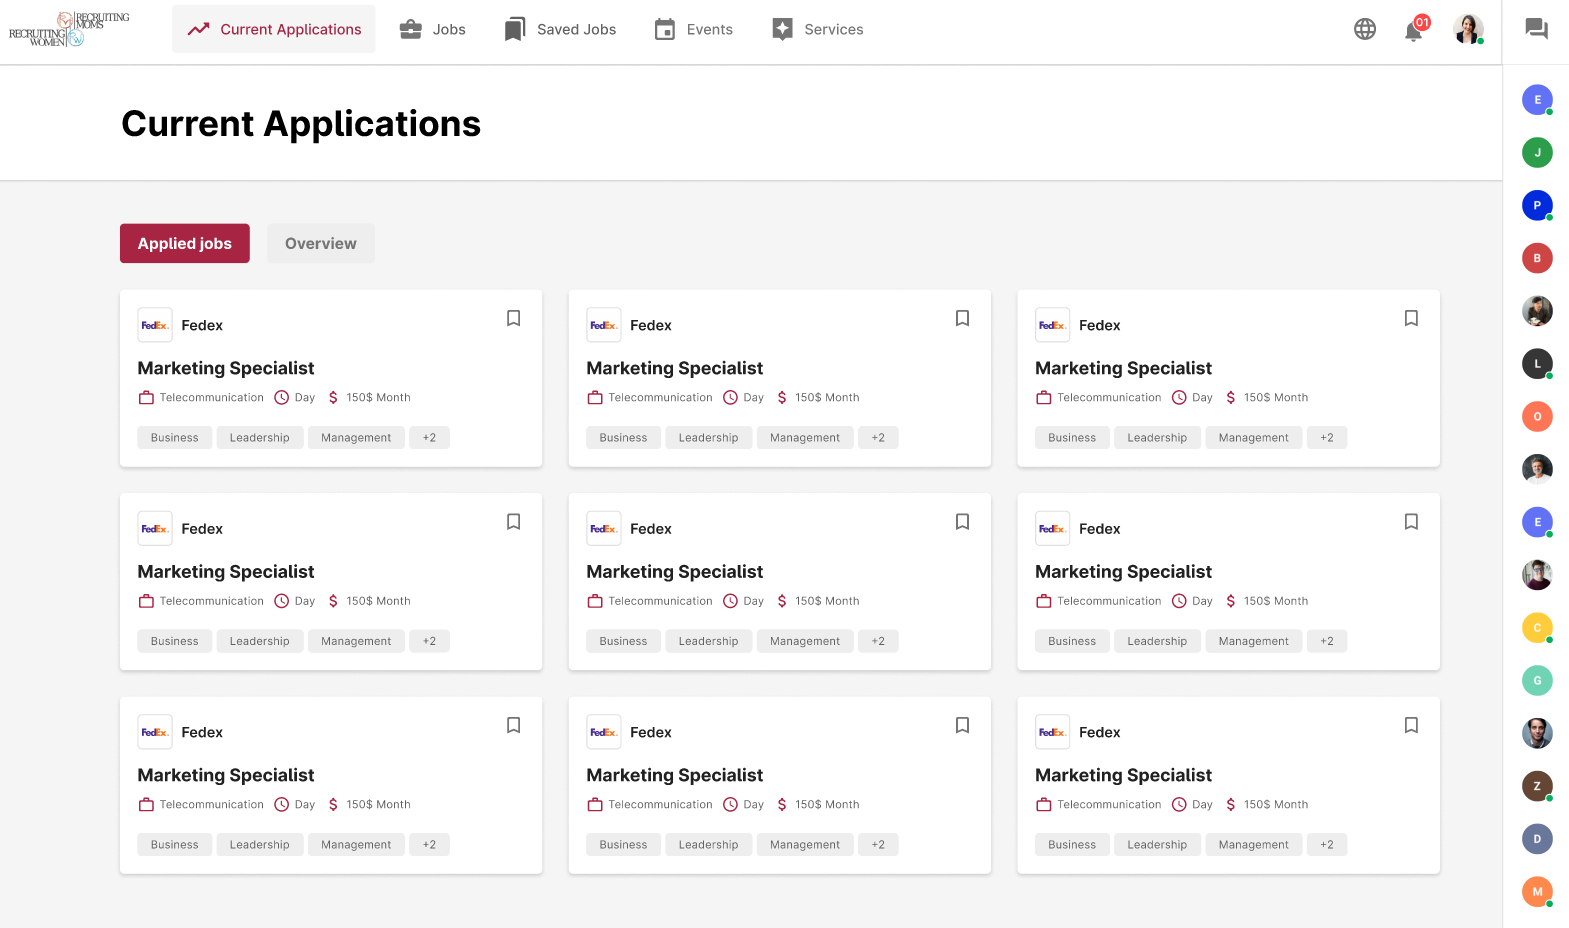 RECRUITING MOMS
RECRUITING WOMEN
Current Applications
Jobs
Saved Jobs
Events
Services
01
Current Applications
Applied jobs
Overview
FedEx. Fedex
Marketing Specialist
Telecommunication Day $ 150$ Month
Business Leadership Management +2
FedEx. Fedex
Marketing Specialist
Telecommunication Day $ 150$ Month
Business Leadership Management +2
FedEx. Fedex
Marketing Specialist
Telecommunication Day $ 150$ Month
Business Leadership Management +2
FedEx. Fedex
Marketing Specialist
Telecommunication Day $ 150$ Month
Business Leadership Management +2
FedEx. Fedex
Marketing Specialist
Telecommunication Day $ 150$ Month
Business Leadership Management +2
FedEx. Fedex
Marketing Specialist
Telecommunication Day $ 150$ Month
Business Leadership Management +2
FedEx. Fedex
Marketing Specialist
Telecommunication Day $ 150$ Month
Business Leadership Management +2
FedEx. Fedex
Marketing Specialist
Telecommunication Day $ 150$ Month
Business Leadership Management +2
FedEx. Fedex
Marketing Specialist
Telecommunication Day $ 150$ Month
Business Leadership Management +2
E
J
P
B
L
O
E
C
G
Z
D
M